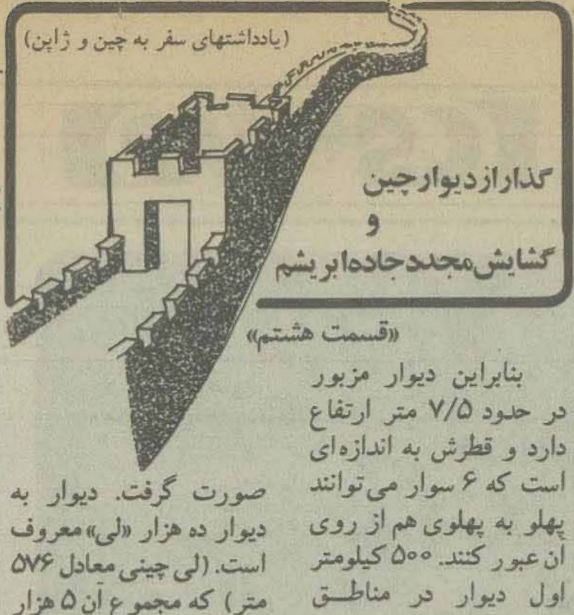 (یادداشتهای سفر به چین و ژاپن)
گذار از دیوار چین
و
گشایش مجدد جاده ابریشم
«قسمت هشتم»
بنابراین دیوار مزبور
در حدود ۷/۵ متر ارتفاع
دارد و قطرش به اندازه‌ای
است که ۶ سوار می‌توانند
پهلو به پهلوی هم از روی
ان عبور کنند. ۵۰۰ کیلومتر
اول دیوار در مناطق
صورت گرفت. دیوار به
دیوار ده هزار «لی» معروف
است. (لی چینی معادل ۵۷۶
متر) که مجموع آن ۵ هزار